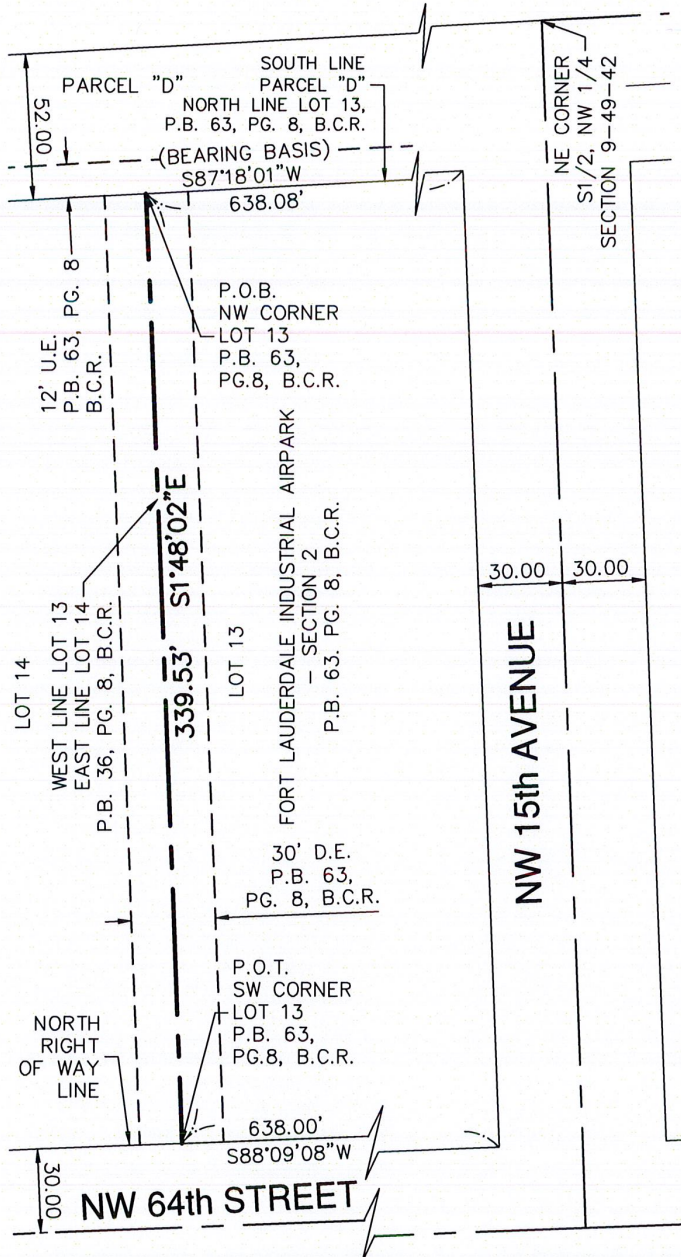 52.00
PARCEL "D"
SOUTH LINE
PARCEL "D"
NORTH LINE LOT 13,
P.B. 63, PG. 8, B.C.R.
(BEARING BASIS)
S87°18'01"W
638.08'
NE CORNER
S1/2, NW 1/4
SECTION 9-49-42
12' U.E.
P.B. 63, PG. 8
B.C.R.
P.O.B.
NW CORNER
LOT 13
P.B. 63,
PG.8, B.C.R.
LOT 14
WEST LINE LOT 13
EAST LINE LOT 14
P.B. 36, PG. 8, B.C.R.
339.53' S1°48'02"E
LOT 13
FORT LAUDERDALE INDUSTRIAL AIRPARK
- SECTION 2
P.B. 63. PG. 8, B.C.R.
30.00
30.00
NW 15th AVENUE
30' D.E.
P.B. 63,
PG. 8, B.C.R.
P.O.T.
SW CORNER
LOT 13
P.B. 63,
PG.8, B.C.R.
NORTH
RIGHT
OF WAY
LINE
638.00'
S88°09'08"W
30.00
NW 64th STREET